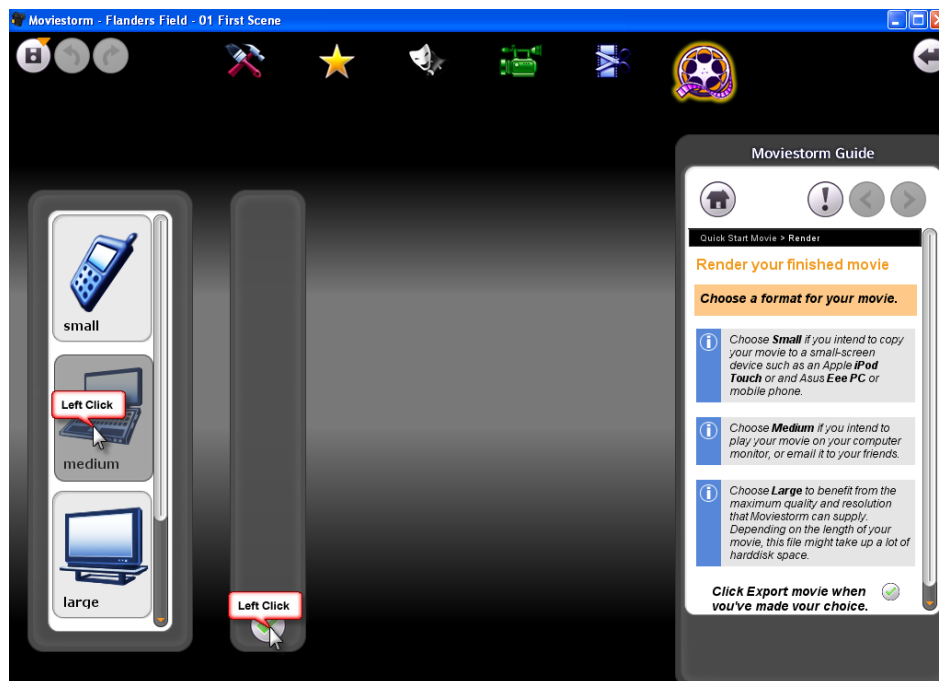 Moviestorm - Flanders Field - 01 First Scene
small
Left Click
medium
large
Left Click
Moviestorm Guide
Quick Start Movie > Render
Render your finished movie
Choose a format for your movie.
Choose Small if you intend to copy
your movie to a small-screen
device such as an Apple iPod
Touch or and Asus Eee PC or
mobile phone.
Choose Medium if you intend to
play your movie on your computer
monitor, or email it to your friends.
Choose Large to benefit from the
maximum quality and resolution
that Moviestorm can supply.
Depending on the length of your
movie, this file might take up a lot of
harddisk space.
Click Export movie when
you've made your choice.